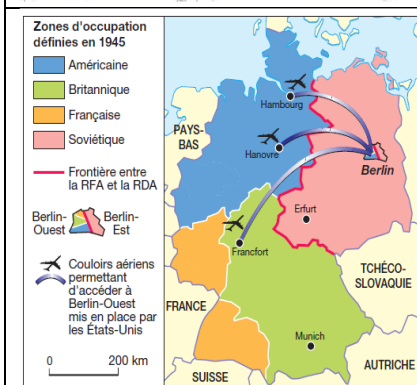 Zones d'occupation
définies en 1945
Américaine
Britannique
Française
Soviétique
Frontière entre
la RFA et la RDA
Berlin-
Ouest
Berlin-
Est
Couloirs aériens
permettant
d'accéder à
Berlin-Ouest
mis en place par
les États-Unis
0 200 km
Hambourg
PAYS-
BAS
Hanovre
Berlin
Erfurt
Francfort
TCHÉCO-
SLOVAQUIE
FRANCE
Munich
AUTRICHE
SUISSE